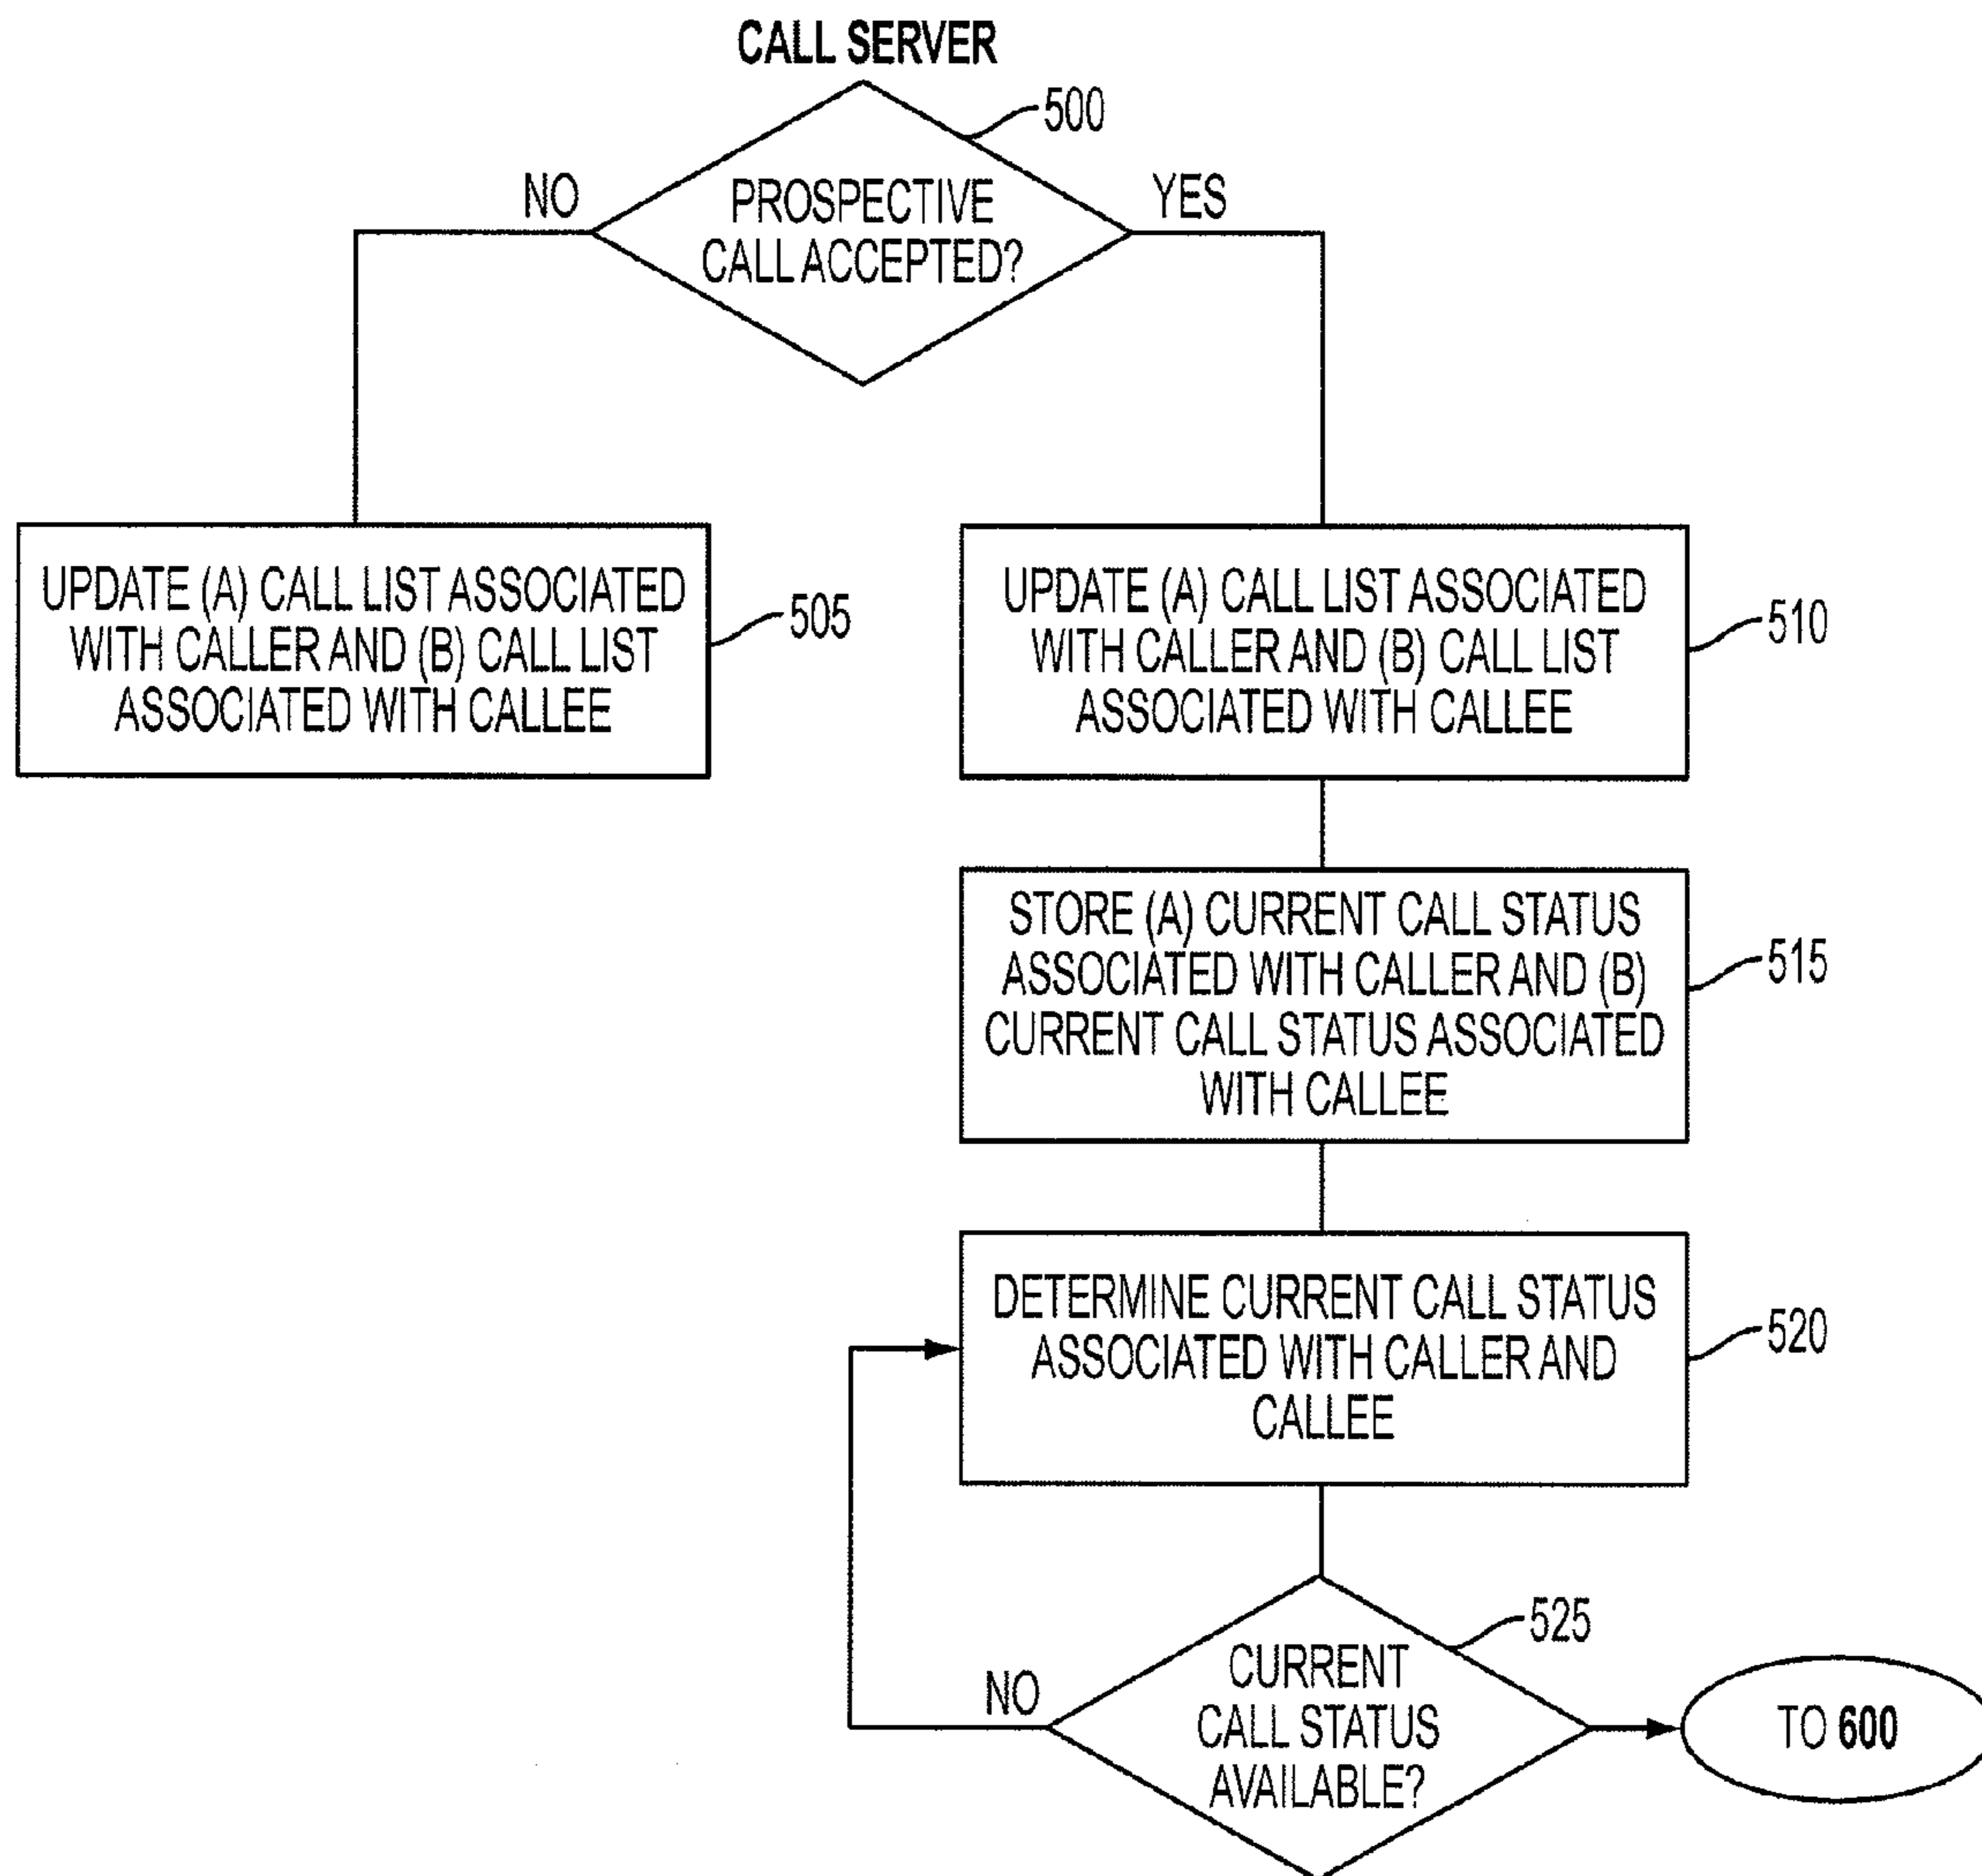 CALL SERVER
500
NO
YES
PROSPECTIVE
CALL ACCEPTED?
UPDATE (A) CALL LIST ASSOCIATED
WITH CALLER AND (B) CALL LIST
ASSOCIATED WITH CALLEE
505
UPDATE (A) CALL LIST ASSOCIATED
WITH CALLER AND (B) CALL LIST
ASSOCIATED WITH CALLEE
510
STORE (A) CURRENT CALL STATUS
ASSOCIATED WITH CALLER AND (B)
CURRENT CALL STATUS ASSOCIATED
WITH CALLEE
515
DETERMINE CURRENT CALL STATUS
ASSOCIATED WITH CALLER AND
CALLEE
520
525
NO
CURRENT
CALL STATUS
AVAILABLE?
TO 600